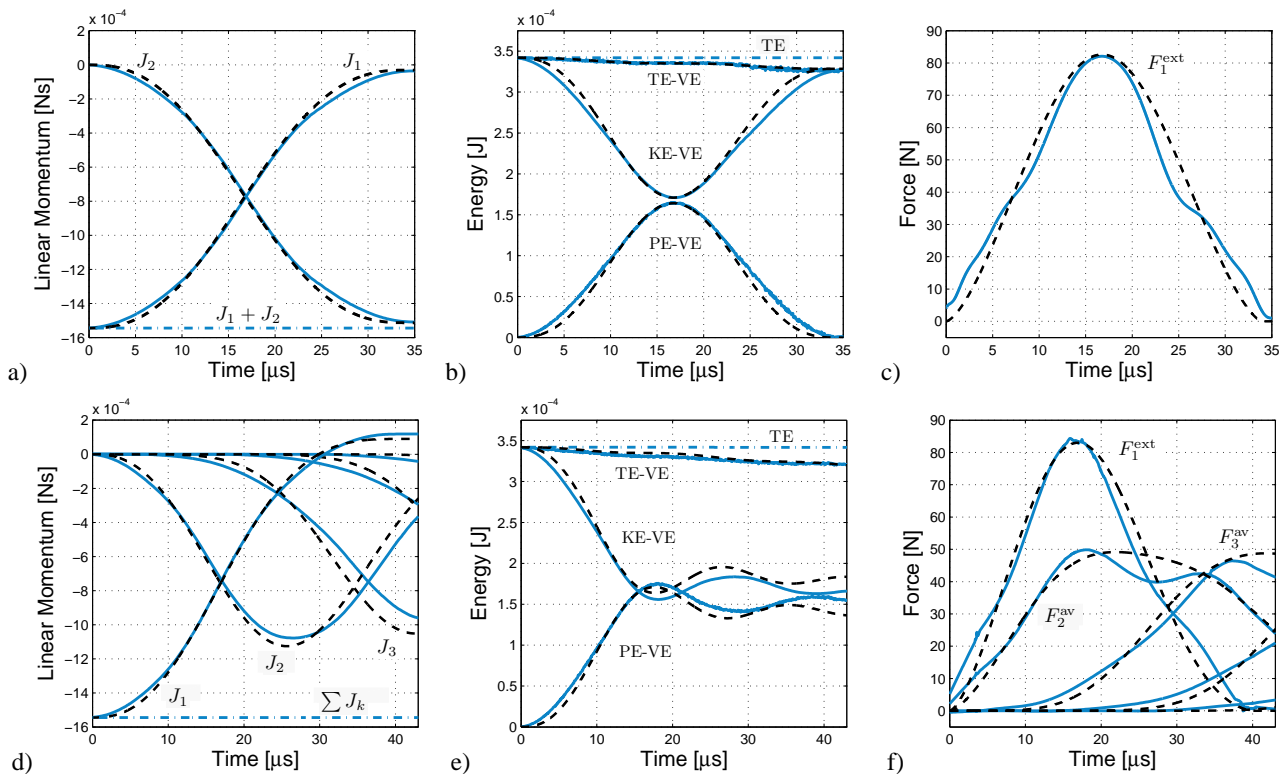 x 10⁻⁴
2
0
−2
−4
−6
−8
−10
−12
−14
−16
0 5 10 15 20 25 30 35
Linear Momentum [Ns]
Time [μs]
J₂
J₁
J₁ + J₂
a)
x 10⁻⁴
3.5
3
2.5
2
1.5
1
0.5
0
0 5 10 15 20 25 30 35
Energy [J]
Time [μs]
TE
TE-VE
KE-VE
PE-VE
b)
90
80
70
60
50
40
30
20
10
0
0 5 10 15 20 25 30 35
Force [N]
Time [μs]
F₁ᵉˣᵗ
c)
x 10⁻⁴
2
0
−2
−4
−6
−8
−10
−12
−14
−16
0 10 20 30 40
Linear Momentum [Ns]
Time [μs]
J₁
J₂
J₃
∑ Jₖ
d)
x 10⁻⁴
3.5
3
2.5
2
1.5
1
0.5
0
0 10 20 30 40
Energy [J]
Time [μs]
TE
TE-VE
KE-VE
PE-VE
e)
90
80
70
60
50
40
30
20
10
0
0 10 20 30 40
Force [N]
Time [μs]
F₁ᵉˣᵗ
F₃ᵃᵛ
F₂ᵃᵛ
f)